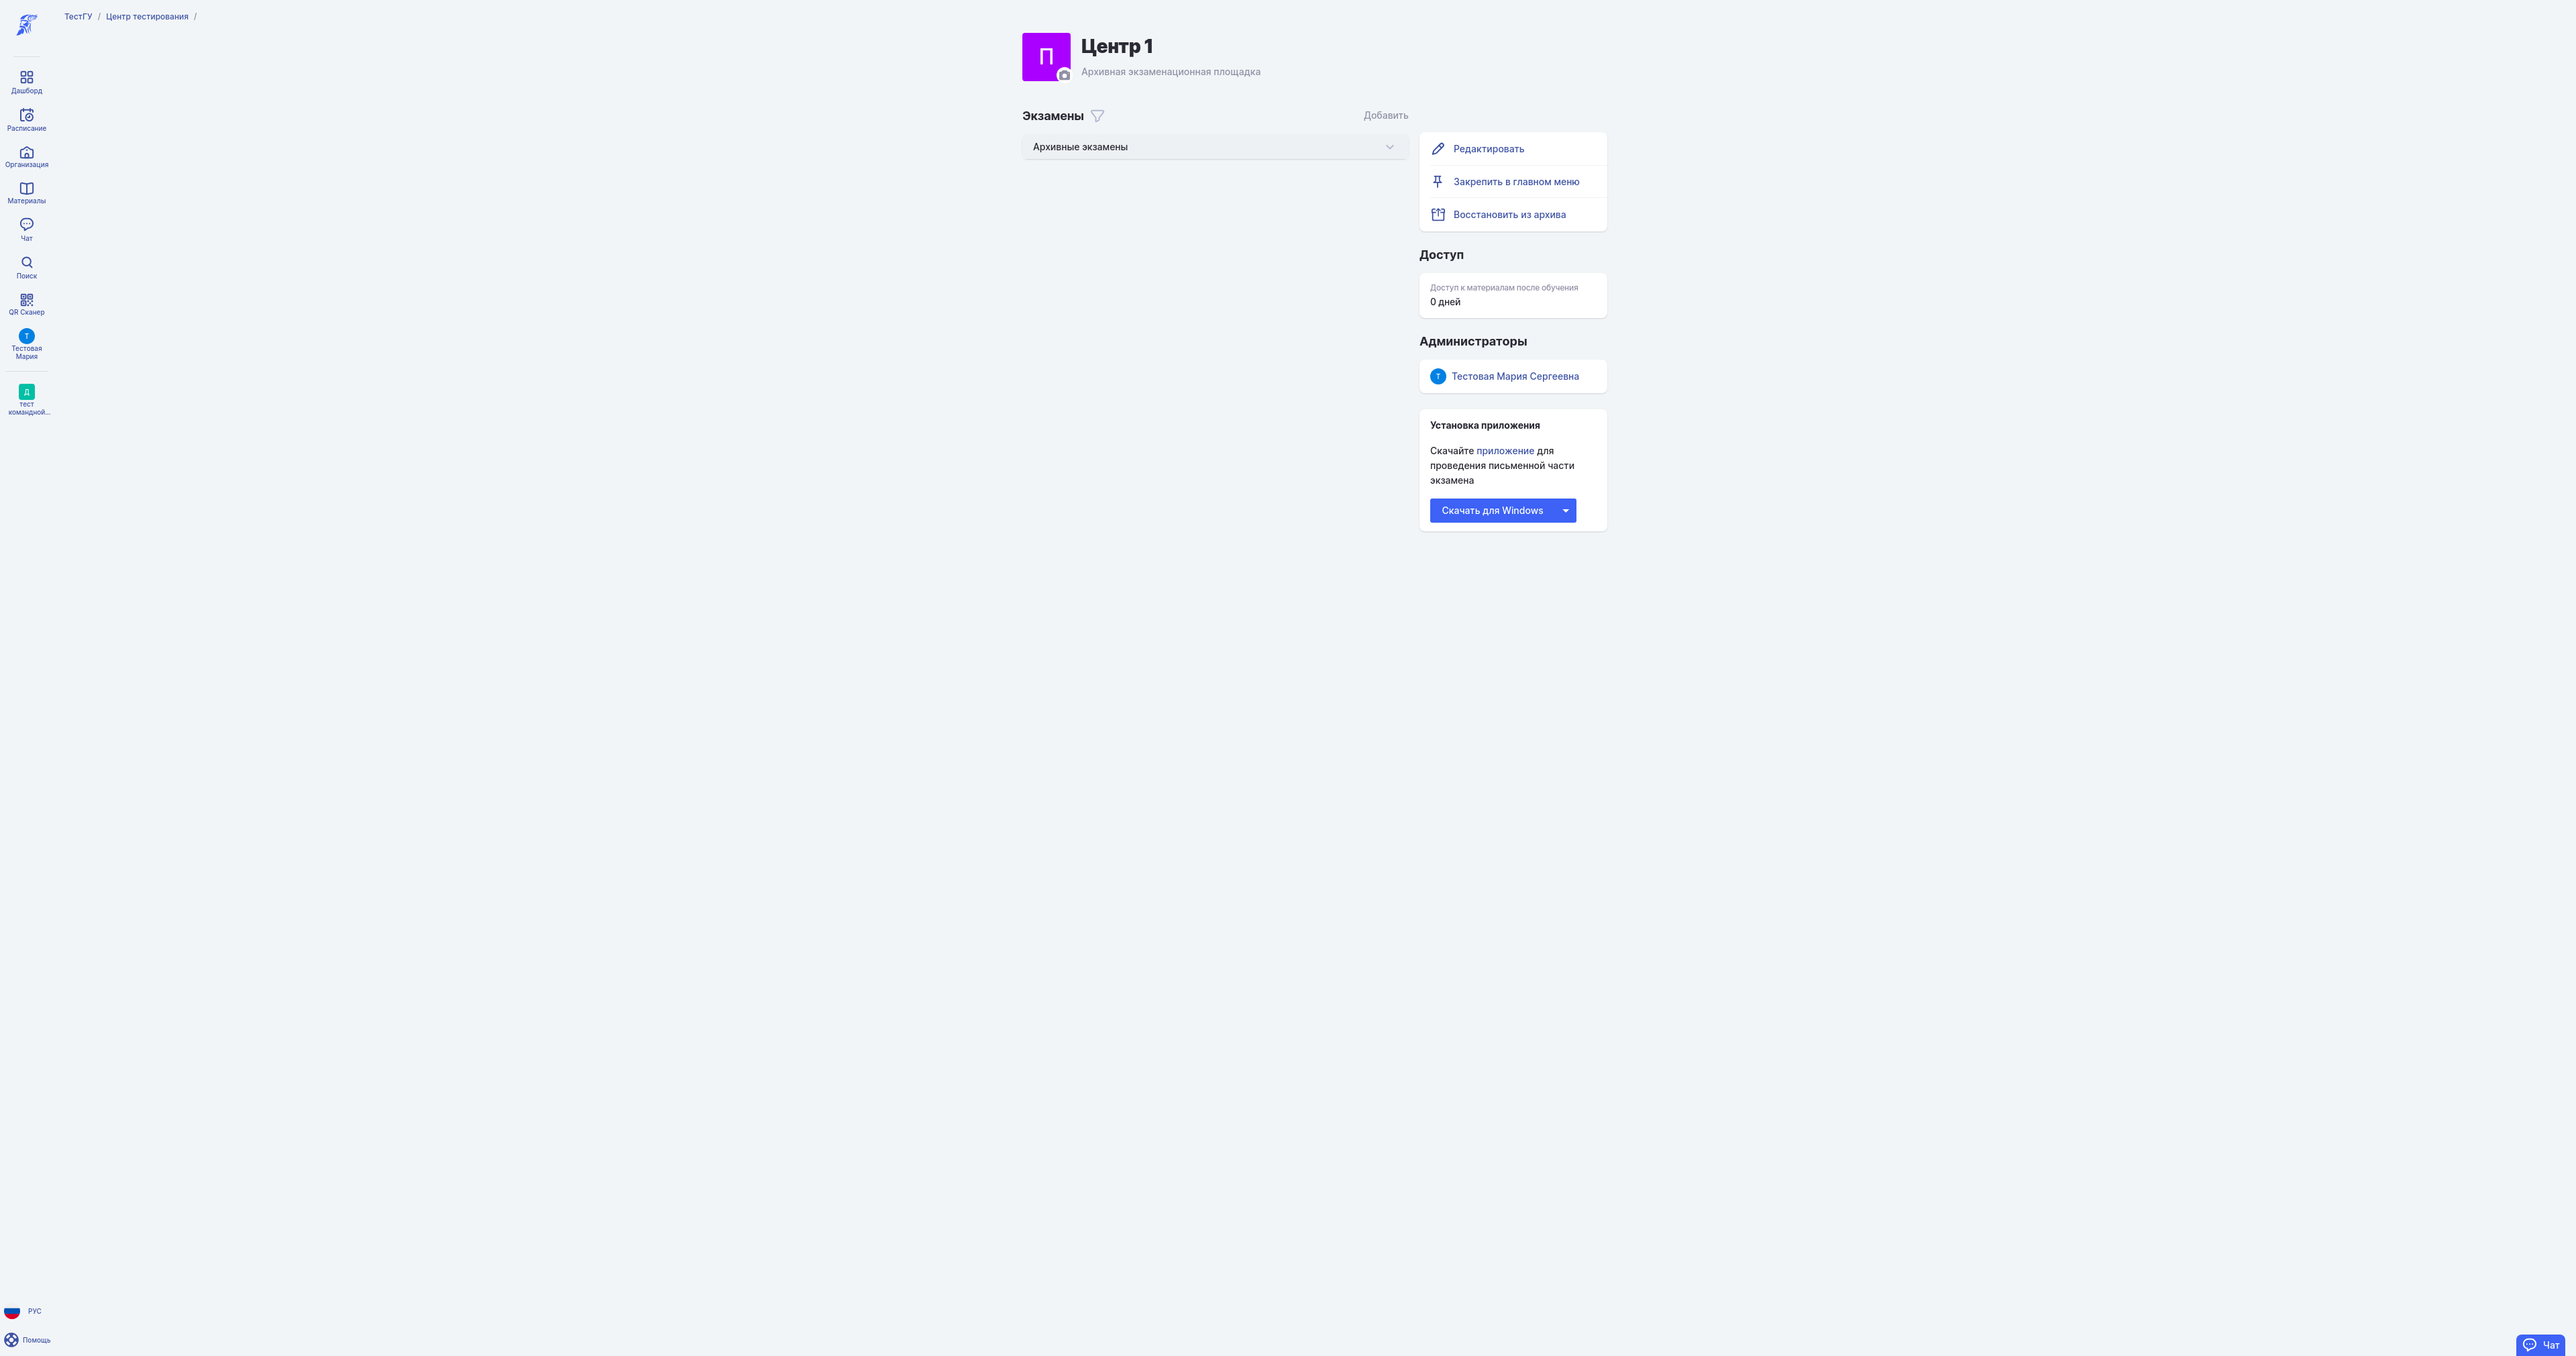 ТестГУ / Центр тестирования /
Дашборд
Расписание
Организация
Материалы
Чат
Поиск
QR Сканер
Т
Тестовая
Мария
Д
тест
командной...
П
Центр 1
Архивная экзаменационная площадка
Экзамены
Добавить
Архивные экзамены
Редактировать
Закрепить в главном меню
Восстановить из архива
Доступ
Доступ к материалам после обучения
0 дней
Администраторы
Т Тестовая Мария Сергеевна
Установка приложения
Скачайте приложение для
проведения письменной части
экзамена
Скачать для Windows
РУС
Помощь
Чат